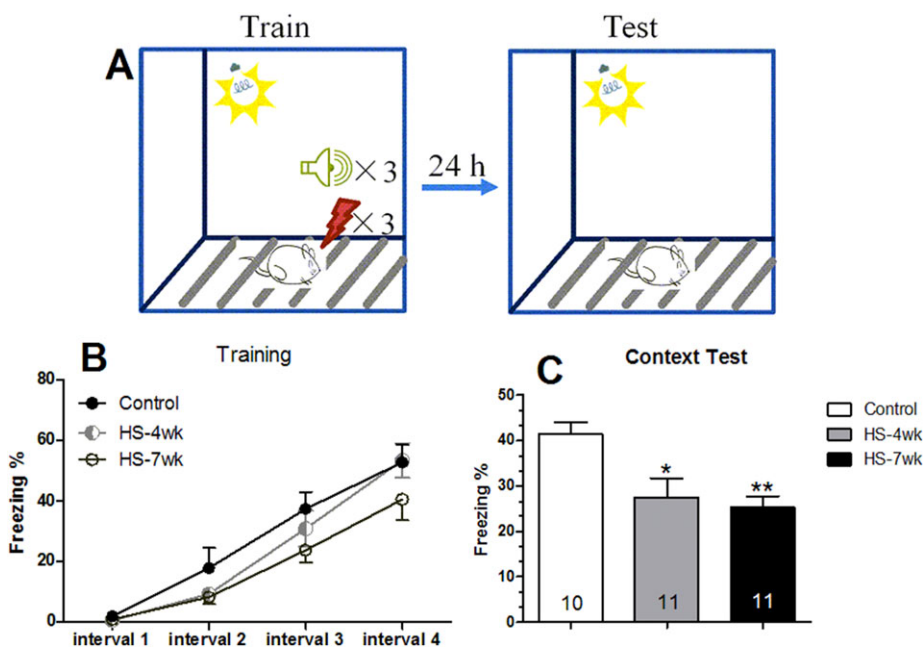 Train
Test
A
× 3
24 h
× 3
B
Training
80
60
40
20
0
Freezing %
Control
HS-4wk
HS-7wk
interval 1
interval 2
interval 3
interval 4
C
Context Test
50
40
30
20
10
0
Freezing %
*
**
10
11
11
Control
HS-4wk
HS-7wk